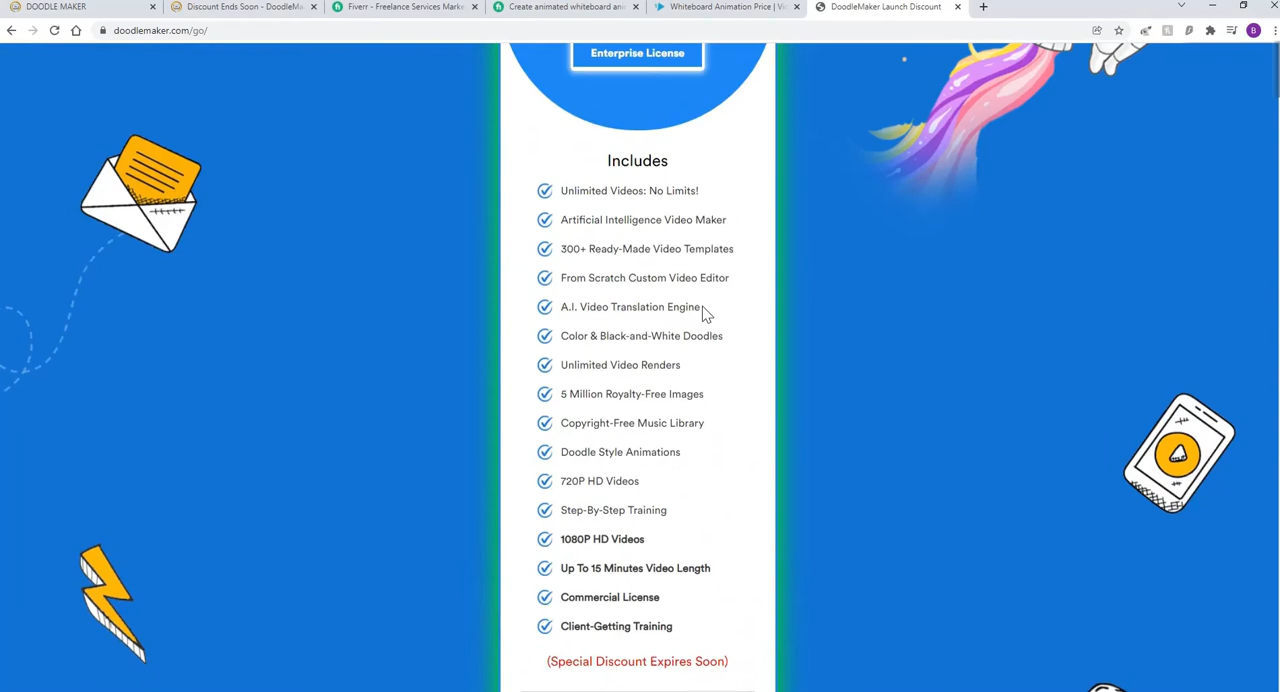 DOODLE MAKER
Discount Ends Soon - DoodleMa
Fiverr - Freelance Services Marke
Create animated whiteboard ann
Whiteboard Animation Price | Vi
DoodleMaker Launch Discount
doodlemaker.com/go/
B
Enterprise License
Includes
Unlimited Videos: No Limits!
Artificial Intelligence Video Maker
300+ Ready-Made Video Templates
From Scratch Custom Video Editor
A.I. Video Translation Engine
Color & Black-and-White Doodles
Unlimited Video Renders
5 Million Royalty-Free Images
Copyright-Free Music Library
Doodle Style Animations
720P HD Videos
Step-By-Step Training
1080P HD Videos
Up To 15 Minutes Video Length
Commercial License
Client-Getting Training
(Special Discount Expires Soon)